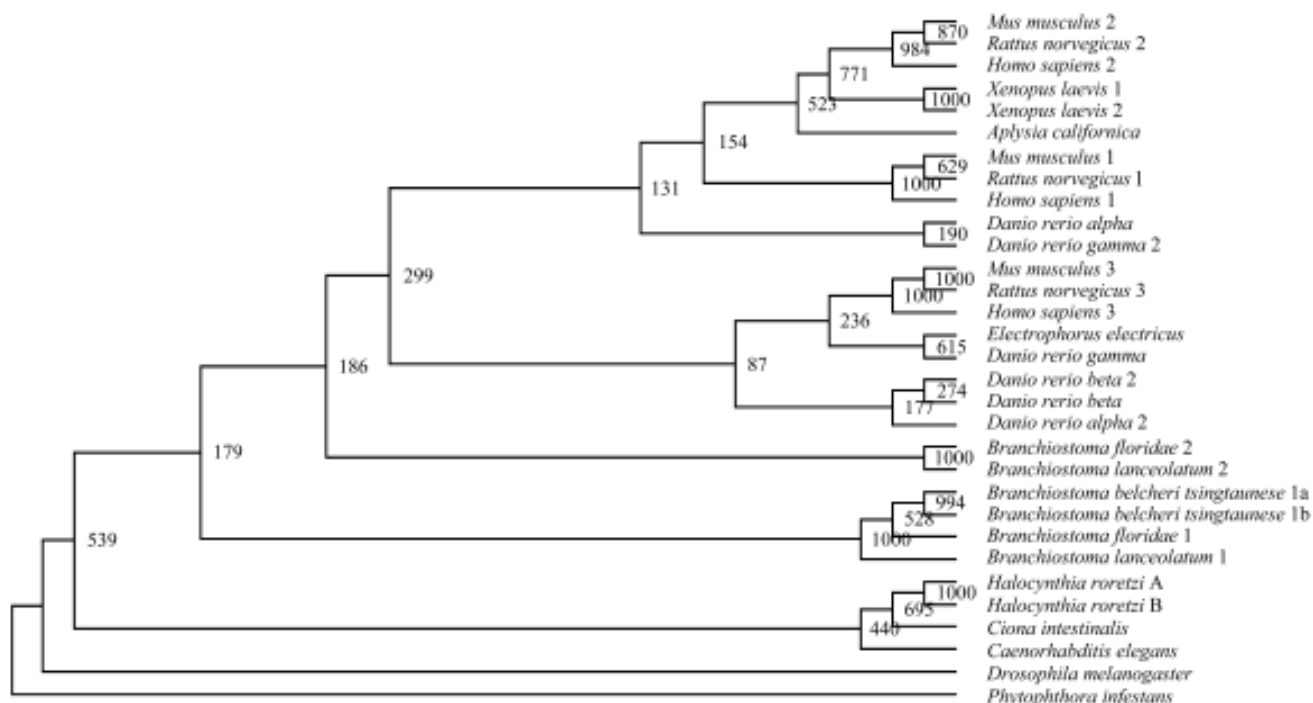 Mus musculus 2
870
Rattus norvegicus 2
984
Homo sapiens 2
771
Xenopus laevis 1
1000
523
Xenopus laevis 2
Aplysia californica
154
Mus musculus 1
629
Rattus norvegicus 1
1000
131
Homo sapiens 1
Danio rerio alpha
190
Danio rerio gamma 2
Mus musculus 3
299
1000
Rattus norvegicus 3
1000
Homo sapiens 3
236
Electrophorus electricus
615
Danio rerio gamma
186
87
Danio rerio beta 2
274
Danio rerio beta
177
Danio rerio alpha 2
179
Branchiostoma floridae 2
1000
Branchiostoma lanceolatum 2
Branchiostoma belcheri tsingtaunese 1a
994
Branchiostoma belcheri tsingtaunese 1b
528
Branchiostoma floridae 1
539
1000
Branchiostoma lanceolatum 1
Halocynthia roretzi A
1000
Halocynthia roretzi B
695
Ciona intestinalis
440
Caenorhabditis elegans
Drosophila melanogaster
Phytophthora infestans